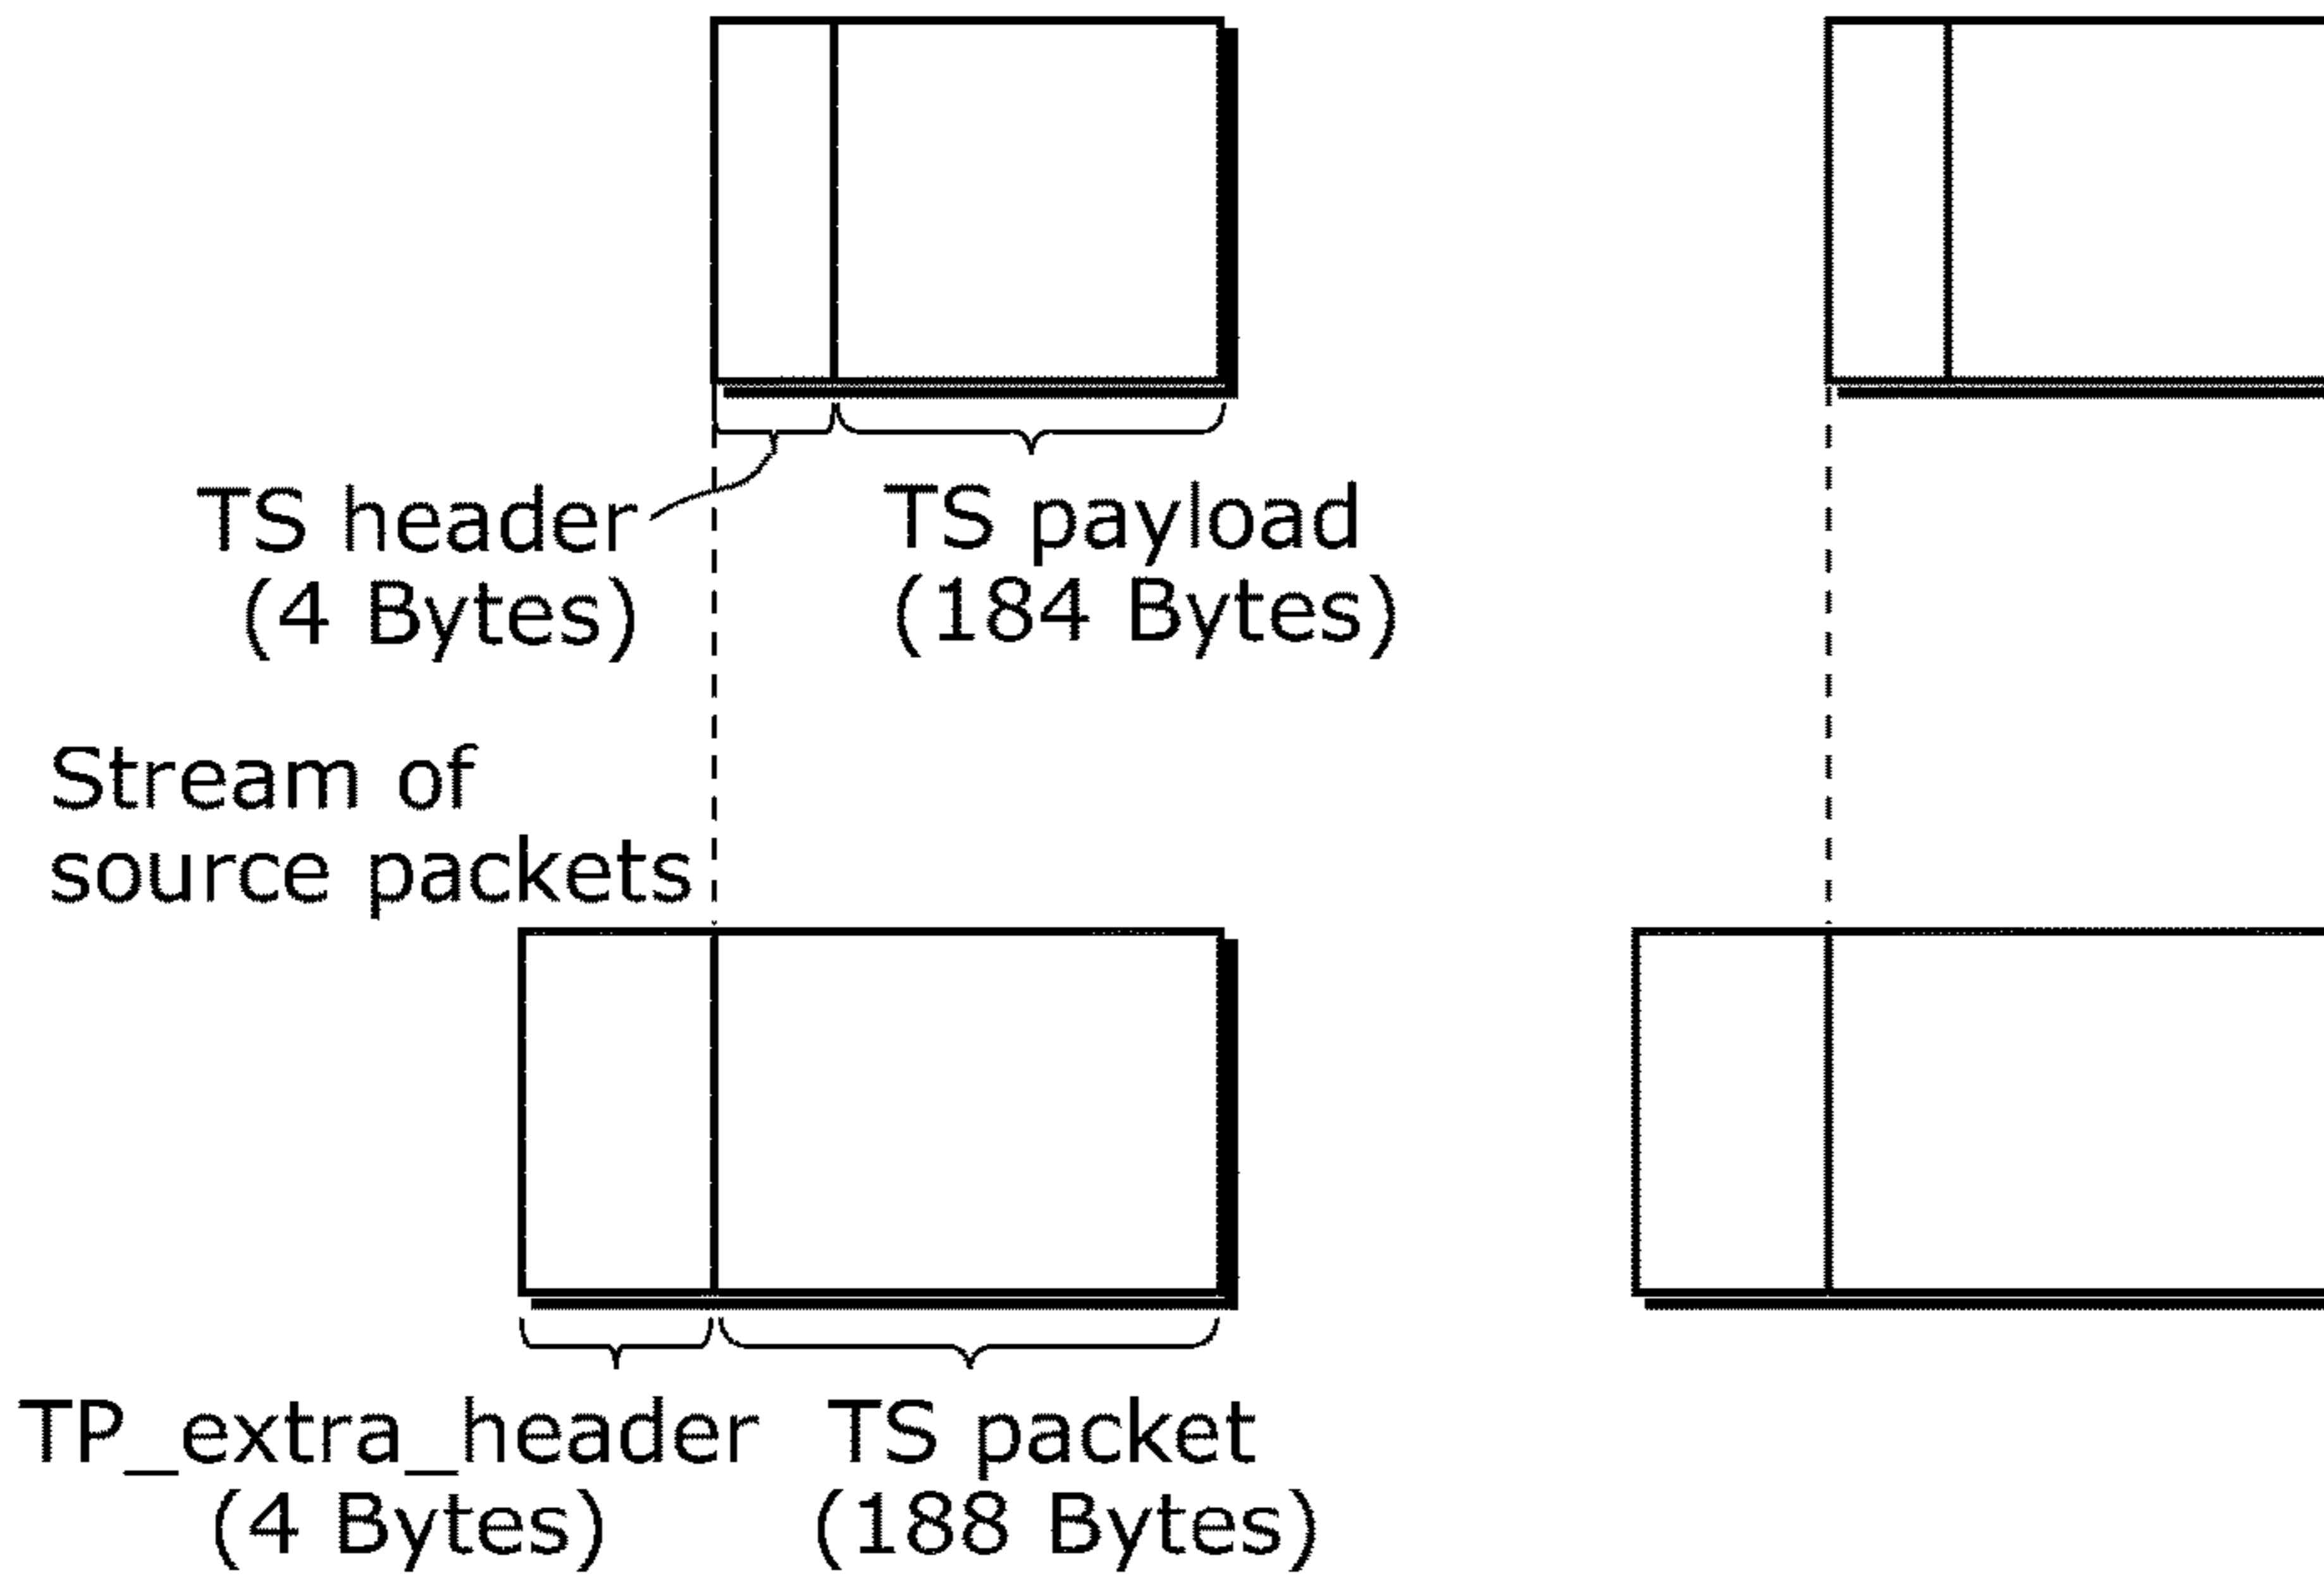 TS header
(4 Bytes)
TS payload
(184 Bytes)
Stream of
source packets
TP_extra_header
(4 Bytes)
TS packet
(188 Bytes)